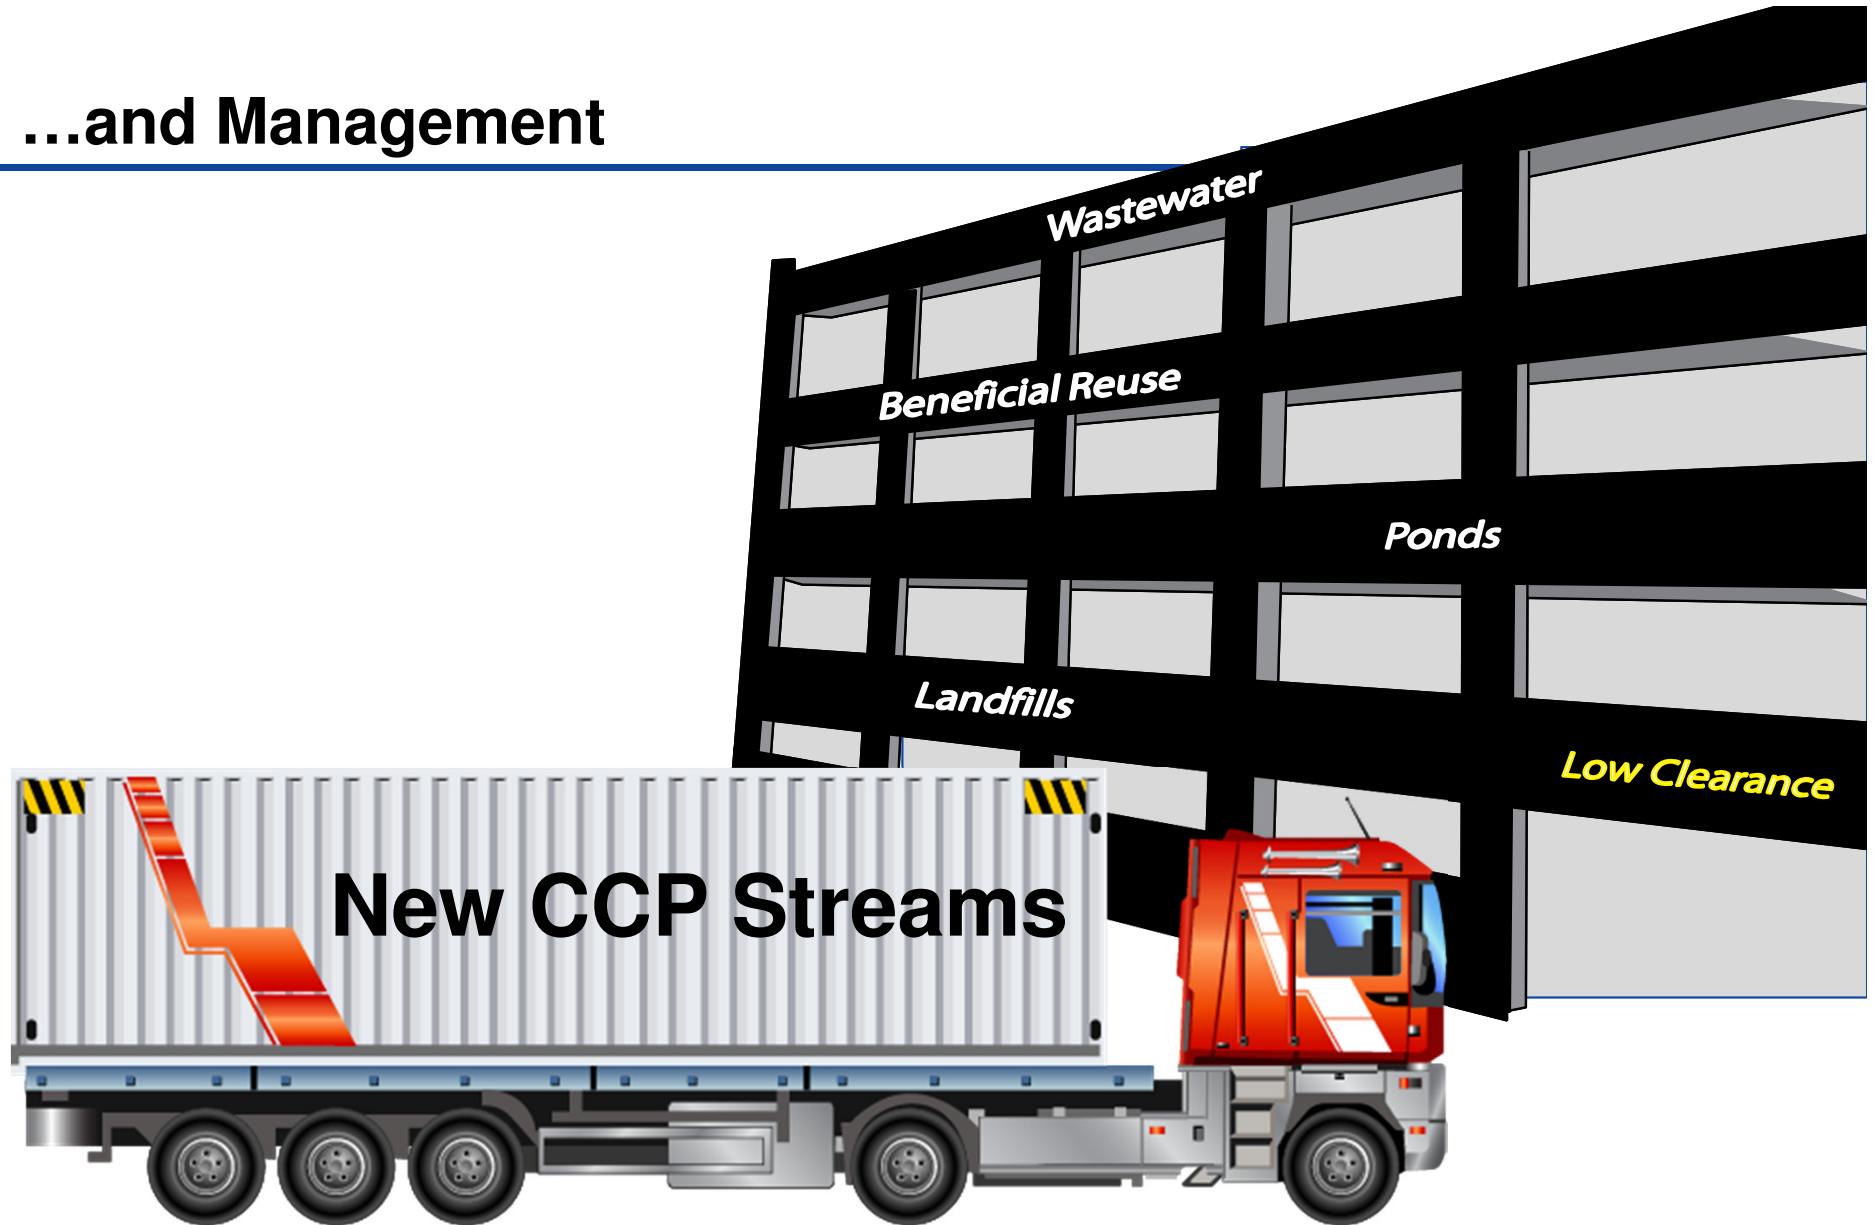 …and Management
Wastewater
Beneficial Reuse
Ponds
Landfills
Low Clearance
New CCP Streams